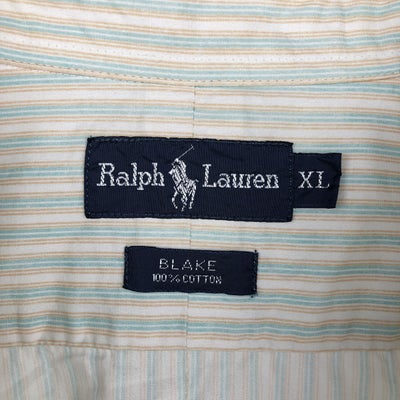 Ralph Lauren XL
BLAKE
100% COTTON